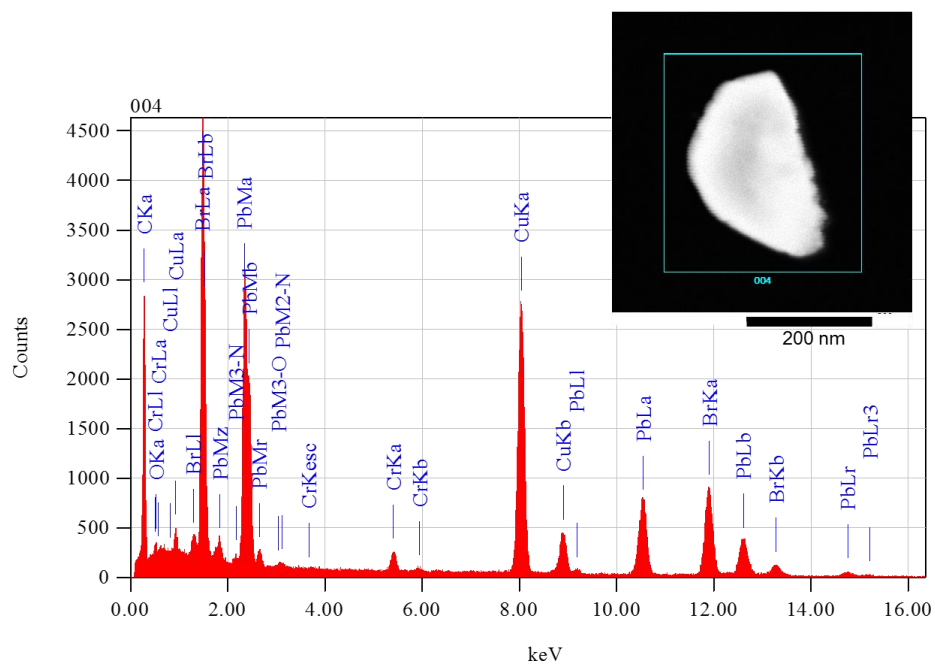 004
4500
4000
3500
3000
2500
2000
1500
1000
500
0
Counts
CKa
OKa
CrLl
CrLa
CuLl
CuLa
BrLl
BrLa
BrLb
PbMz
PbM3-N
PbMa
PbMb
PbMr
PbM3-O
PbM2-N
CrKesc
CrKa
CrKb
CuKa
CuKb
PbLl
PbLa
BrKa
PbLb
BrKb
PbLr
PbLr3
0.00 2.00 4.00 6.00 8.00 10.00 12.00 14.00 16.00
keV
004
200 nm